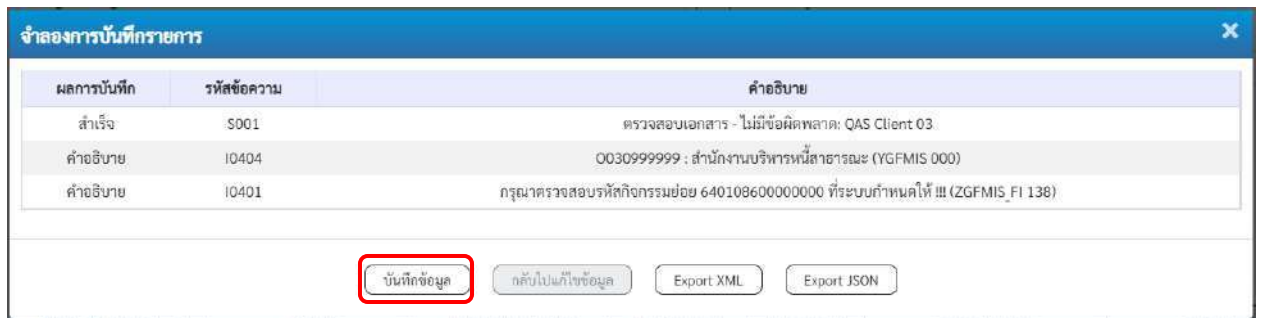 จำลองการบันทึกรายการ
ผลการบันทึก รหัสข้อความ คำอธิบาย
สำเร็จ S001 ตรวจสอบเอกสาร - ไม่มีข้อผิดพลาด: QAS Client 03
คำอธิบาย I0404 O030999999 : สำนักงานบริหารหนี้สาธารณะ (YGFMIS 000)
คำอธิบาย I0401 กรุณาตรวจสอบรหัสกิจกรรมย่อย 640108600000000 ที่ระบบกำหนดให้ !!! (ZGFMIS_FI 138)
บันทึกข้อมูล กลับไปแก้ไขข้อมูล Export XML Export JSON